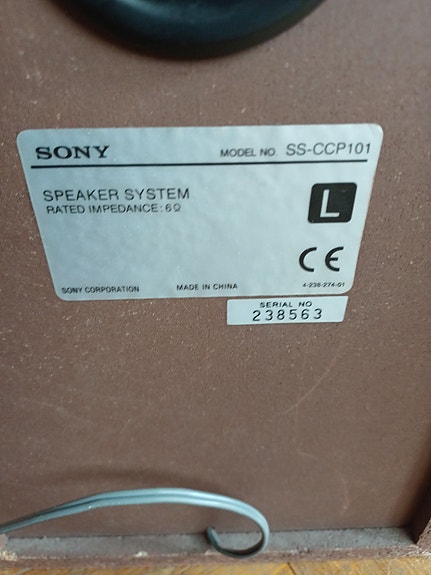 SONY MODEL NO. SS-CCP101
SPEAKER SYSTEM
RATED IMPEDANCE: 6Ω
L
CE
SONY CORPORATION MADE IN CHINA 4-238-274-01
SERIAL NO
238563